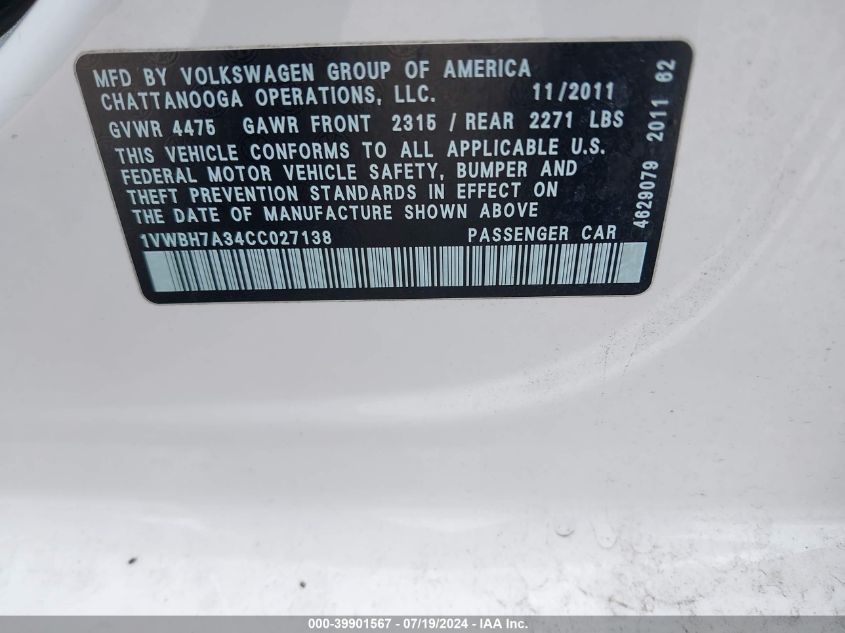 MFD BY VOLKSWAGEN GROUP OF AMERICA
CHATTANOOGA OPERATIONS, LLC. 11/2011
GVWR 4475 GAWR FRONT 2315 / REAR 2271 LBS
THIS VEHICLE CONFORMS TO ALL APPLICABLE U.S.
FEDERAL MOTOR VEHICLE SAFETY, BUMPER AND
THEFT PREVENTION STANDARDS IN EFFECT ON
THE DATE OF MANUFACTURE SHOWN ABOVE
1VWBH7A34CC027138 PASSENGER CAR
4629079 2011 82
000-39901567 - 07/19/2024 - IAA Inc.